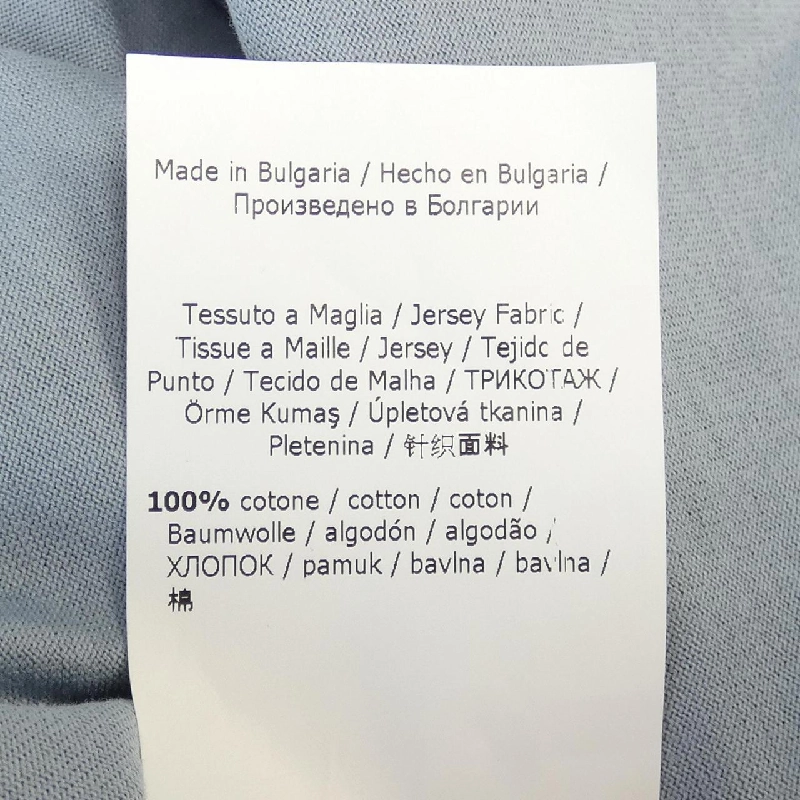 Made in Bulgaria / Hecho en Bulgaria /
Произведено в Болгарии
Tessuto a Maglia / Jersey Fabric /
Tissue a Maille / Jersey / Tejido de
Punto / Tecido de Malha / ТРИКОТАЖ /
Örme Kumaş / Úpletová tkanina /
Pletenina / 针织面料
100% cotone / cotton / coton /
Baumwolle / algodón / algodão /
ХЛОПОК / pamuk / bavlna / bavlna /
棉